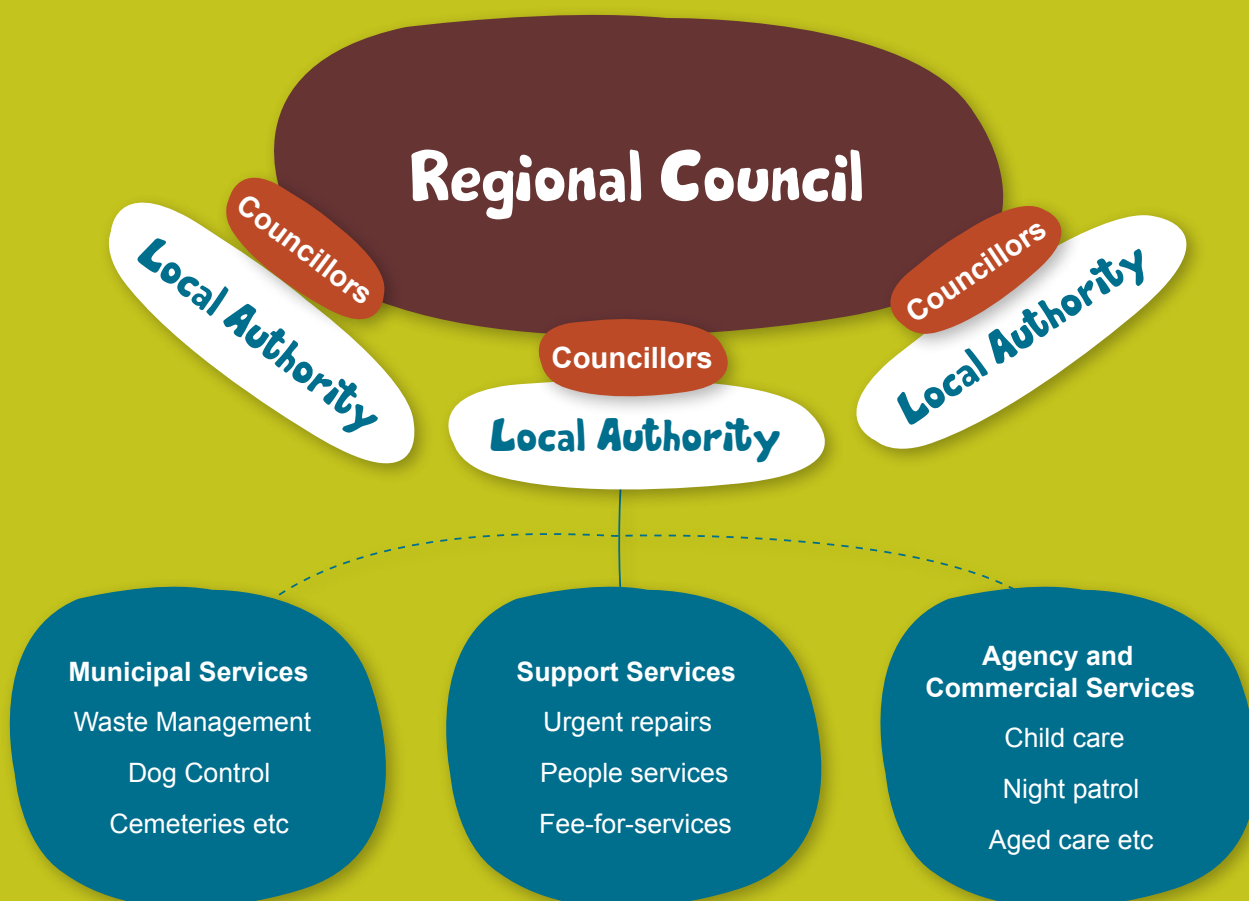 Regional Council
Councillors
Local Authority
Councillors
Local Authority
Councillors
Local Authority
Municipal Services
Waste Management
Dog Control
Cemeteries etc
Support Services
Urgent repairs
People services
Fee-for-services
Agency and
Commercial Services
Child care
Night patrol
Aged care etc